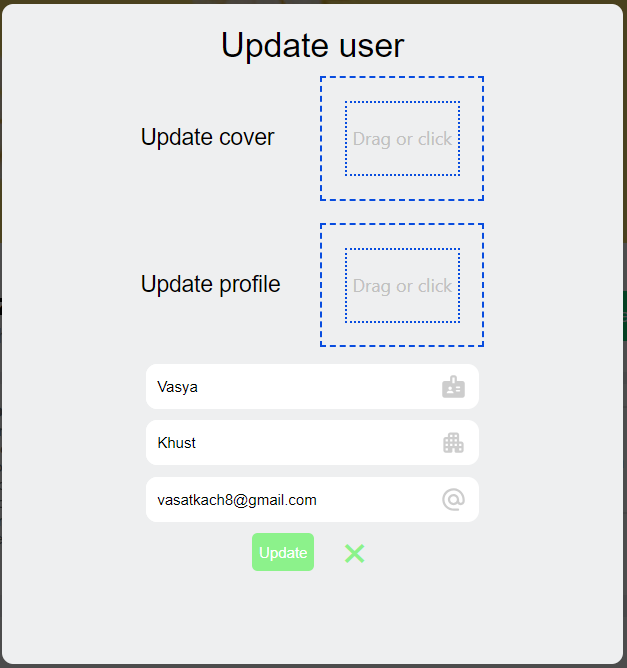 Update user
Update cover
Drag or click
Update profile
Drag or click
Vasya
Khust
vasatkach8@gmail.com
Update